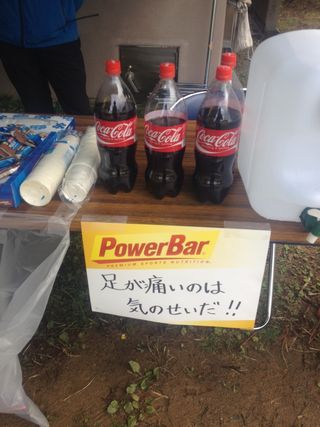 Coca-Cola
Coca-Cola
Coca-Cola
PowerBar
PREMIUM SPORTS NUTRITION
足が痛いのは
気のせいだ!!